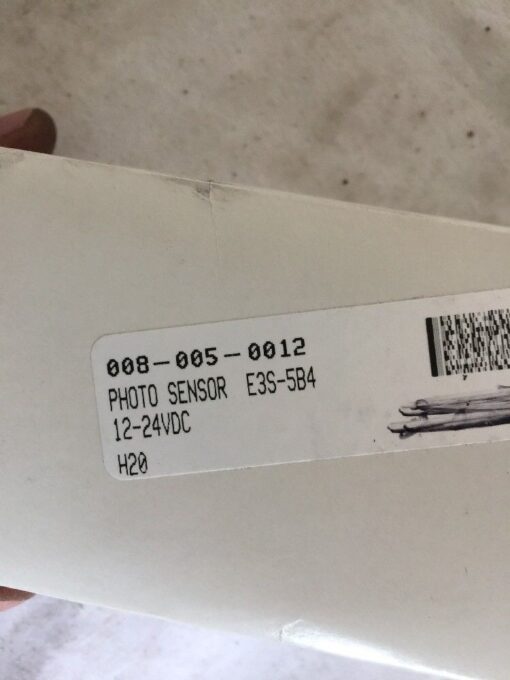 008-005-0012
PHOTO SENSOR E3S-5B4
12-24VDC
H20